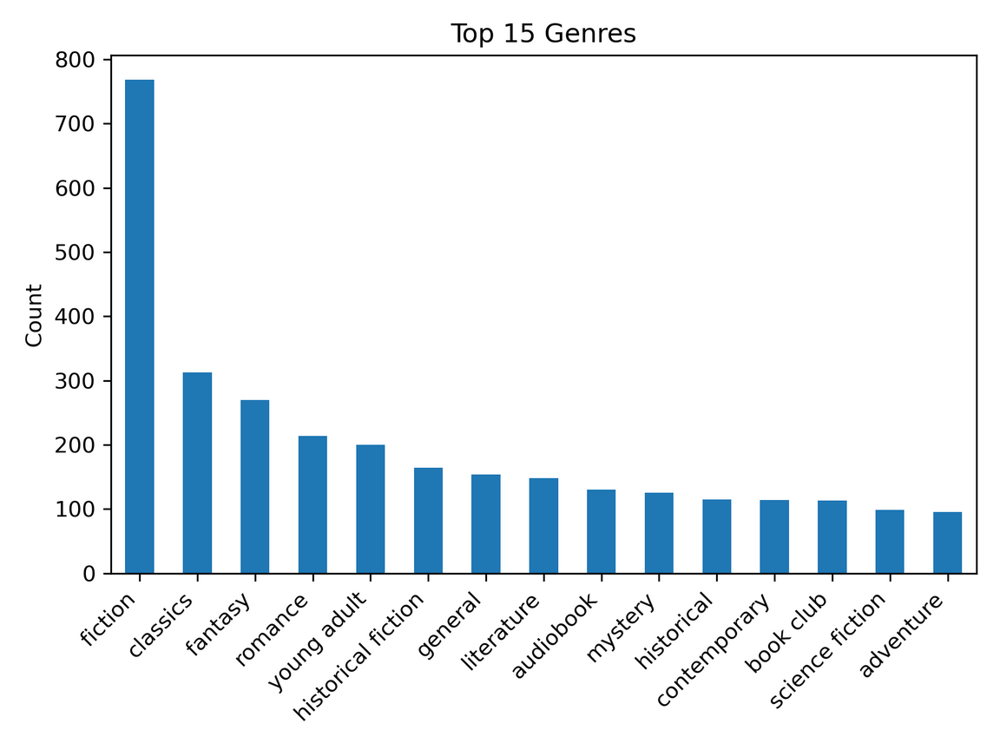 Top 15 Genres
800
700
600
500
400
300
200
100
0
Count
fiction
classics
fantasy
romance
young adult
historical fiction
general
literature
audiobook
mystery
historical
contemporary
book club
science fiction
adventure